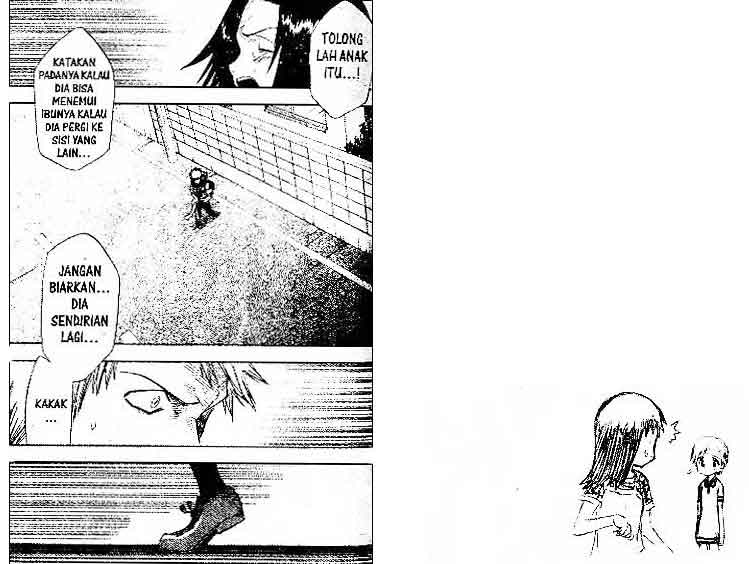 TOLONG
LAH ANAK
ITU...!
KATAKAN
PADANYA KALAU
DIA BISA
MENEMUI
IBUNYA KALAU
DIA PERGI KE
SISI YANG
LAIN...
JANGAN
BIARKAN...
DIA
SENDIRIAN
LAGI...
KAKAK
...